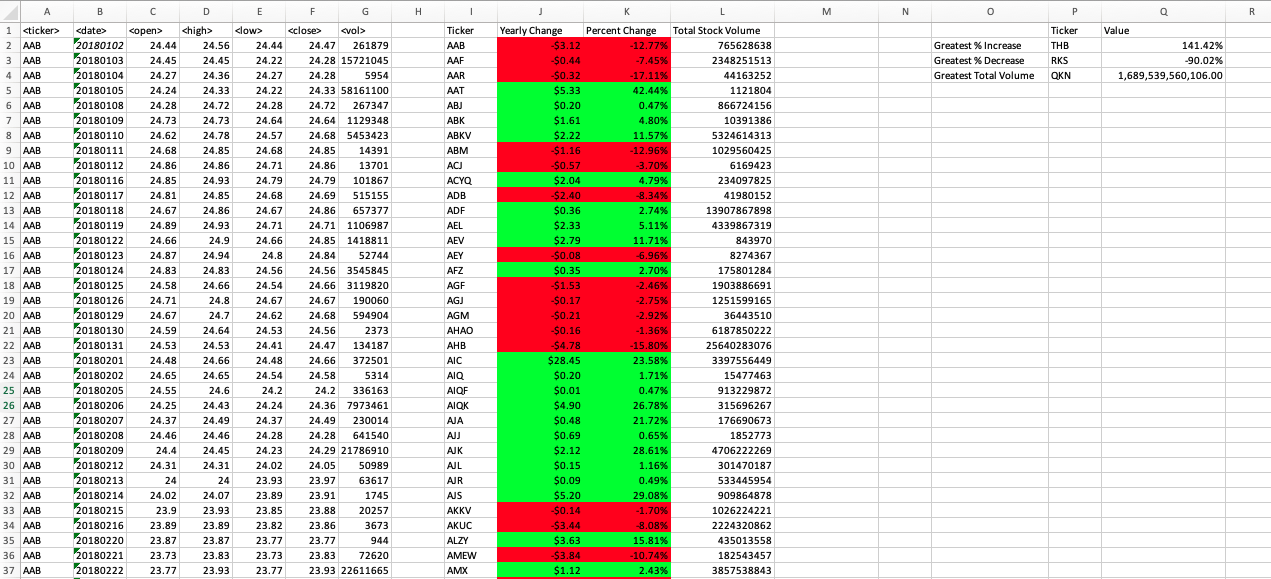 A B C D E F G H I J K L M N O P Q R
1 <ticker> <date> <open> <high> <low> <close> <vol> Ticker Yearly Change Percent Change Total Stock Volume Ticker Value
2 AAB 20180102 24.44 24.56 24.44 24.47 261879 AAB -$3.12 -12.77% 765628638 Greatest % Increase THB 141.42%
3 AAB 20180103 24.45 24.45 24.22 24.28 15721045 AAF -$0.44 -7.45% 2348251513 Greatest % Decrease RKS -90.02%
4 AAB 20180104 24.27 24.36 24.27 24.28 5954 AAR -$0.32 -17.11% 44163252 Greatest Total Volume QKN 1,689,539,560,106.00
5 AAB 20180105 24.24 24.33 24.22 24.33 58161100 AAT $5.33 42.44% 1121804
6 AAB 20180108 24.28 24.72 24.28 24.72 267347 ABJ $0.20 0.47% 866724156
7 AAB 20180109 24.73 24.73 24.64 24.64 1129348 ABK $1.61 4.80% 10391386
8 AAB 20180110 24.62 24.78 24.57 24.68 5453423 ABKV $2.22 11.57% 5324614313
9 AAB 20180111 24.68 24.85 24.68 24.85 14391 ABM -$1.16 -12.96% 1029560425
10 AAB 20180112 24.86 24.86 24.71 24.86 13701 ACJ -$0.57 -3.70% 6169423
11 AAB 20180116 24.85 24.93 24.79 24.79 101867 ACYQ $2.04 4.79% 234097825
12 AAB 20180117 24.81 24.85 24.68 24.69 515155 ADB -$2.40 -8.34% 41980152
13 AAB 20180118 24.67 24.86 24.67 24.86 657377 ADF $0.36 2.74% 13907867898
14 AAB 20180119 24.89 24.93 24.71 24.71 1106987 AEL $2.33 5.11% 4339867319
15 AAB 20180122 24.66 24.9 24.66 24.85 1418811 AEV $2.79 11.71% 843970
16 AAB 20180123 24.87 24.94 24.8 24.84 52744 AEY -$0.08 -6.96% 8274367
17 AAB 20180124 24.83 24.83 24.56 24.56 3545845 AFZ $0.35 2.70% 175801284
18 AAB 20180125 24.58 24.66 24.54 24.66 3119820 AGF -$1.53 -2.46% 1903886691
19 AAB 20180126 24.71 24.8 24.67 24.67 190060 AGJ -$0.17 -2.75% 1251599165
20 AAB 20180129 24.67 24.7 24.62 24.68 594904 AGM -$0.21 -2.92% 36443510
21 AAB 20180130 24.59 24.64 24.53 24.56 2373 AHAO -$0.16 -1.36% 6187850222
22 AAB 20180131 24.53 24.53 24.41 24.47 134187 AHB -$4.78 -15.80% 25640283076
23 AAB 20180201 24.48 24.66 24.48 24.66 372501 AIC $28.45 23.58% 3397556449
24 AAB 20180202 24.65 24.65 24.54 24.58 5314 AIQ $0.20 1.71% 15477463
25 AAB 20180205 24.55 24.6 24.2 24.2 336163 AIQF $0.01 0.47% 913229872
26 AAB 20180206 24.25 24.43 24.24 24.36 7973461 AIQK $4.90 26.78% 315696267
27 AAB 20180207 24.37 24.49 24.37 24.49 230014 AJA $0.48 21.72% 176690673
28 AAB 20180208 24.46 24.46 24.28 24.28 641540 AJJ $0.69 0.65% 1852773
29 AAB 20180209 24.4 24.45 24.23 24.29 21786910 AJK $2.12 28.61% 4706222269
30 AAB 20180212 24.31 24.31 24.02 24.05 50989 AJL $0.15 1.16% 301470187
31 AAB 20180213 24 24 23.93 23.97 63617 AJR $0.09 0.49% 533445954
32 AAB 20180214 24.02 24.07 23.89 23.91 1745 AJS $5.20 29.08% 909864878
33 AAB 20180215 23.9 23.93 23.85 23.88 20257 AKKV -$0.14 -1.70% 1026224221
34 AAB 20180216 23.89 23.89 23.82 23.86 3673 AKUC -$3.44 -8.08% 2224320862
35 AAB 20180220 23.87 23.87 23.77 23.77 944 ALZY $3.63 15.81% 435013558
36 AAB 20180221 23.73 23.83 23.73 23.83 72620 AMEW -$3.84 -10.74% 182543457
37 AAB 20180222 23.77 23.93 23.77 23.93 22611665 AMX $1.12 2.43% 3857538843